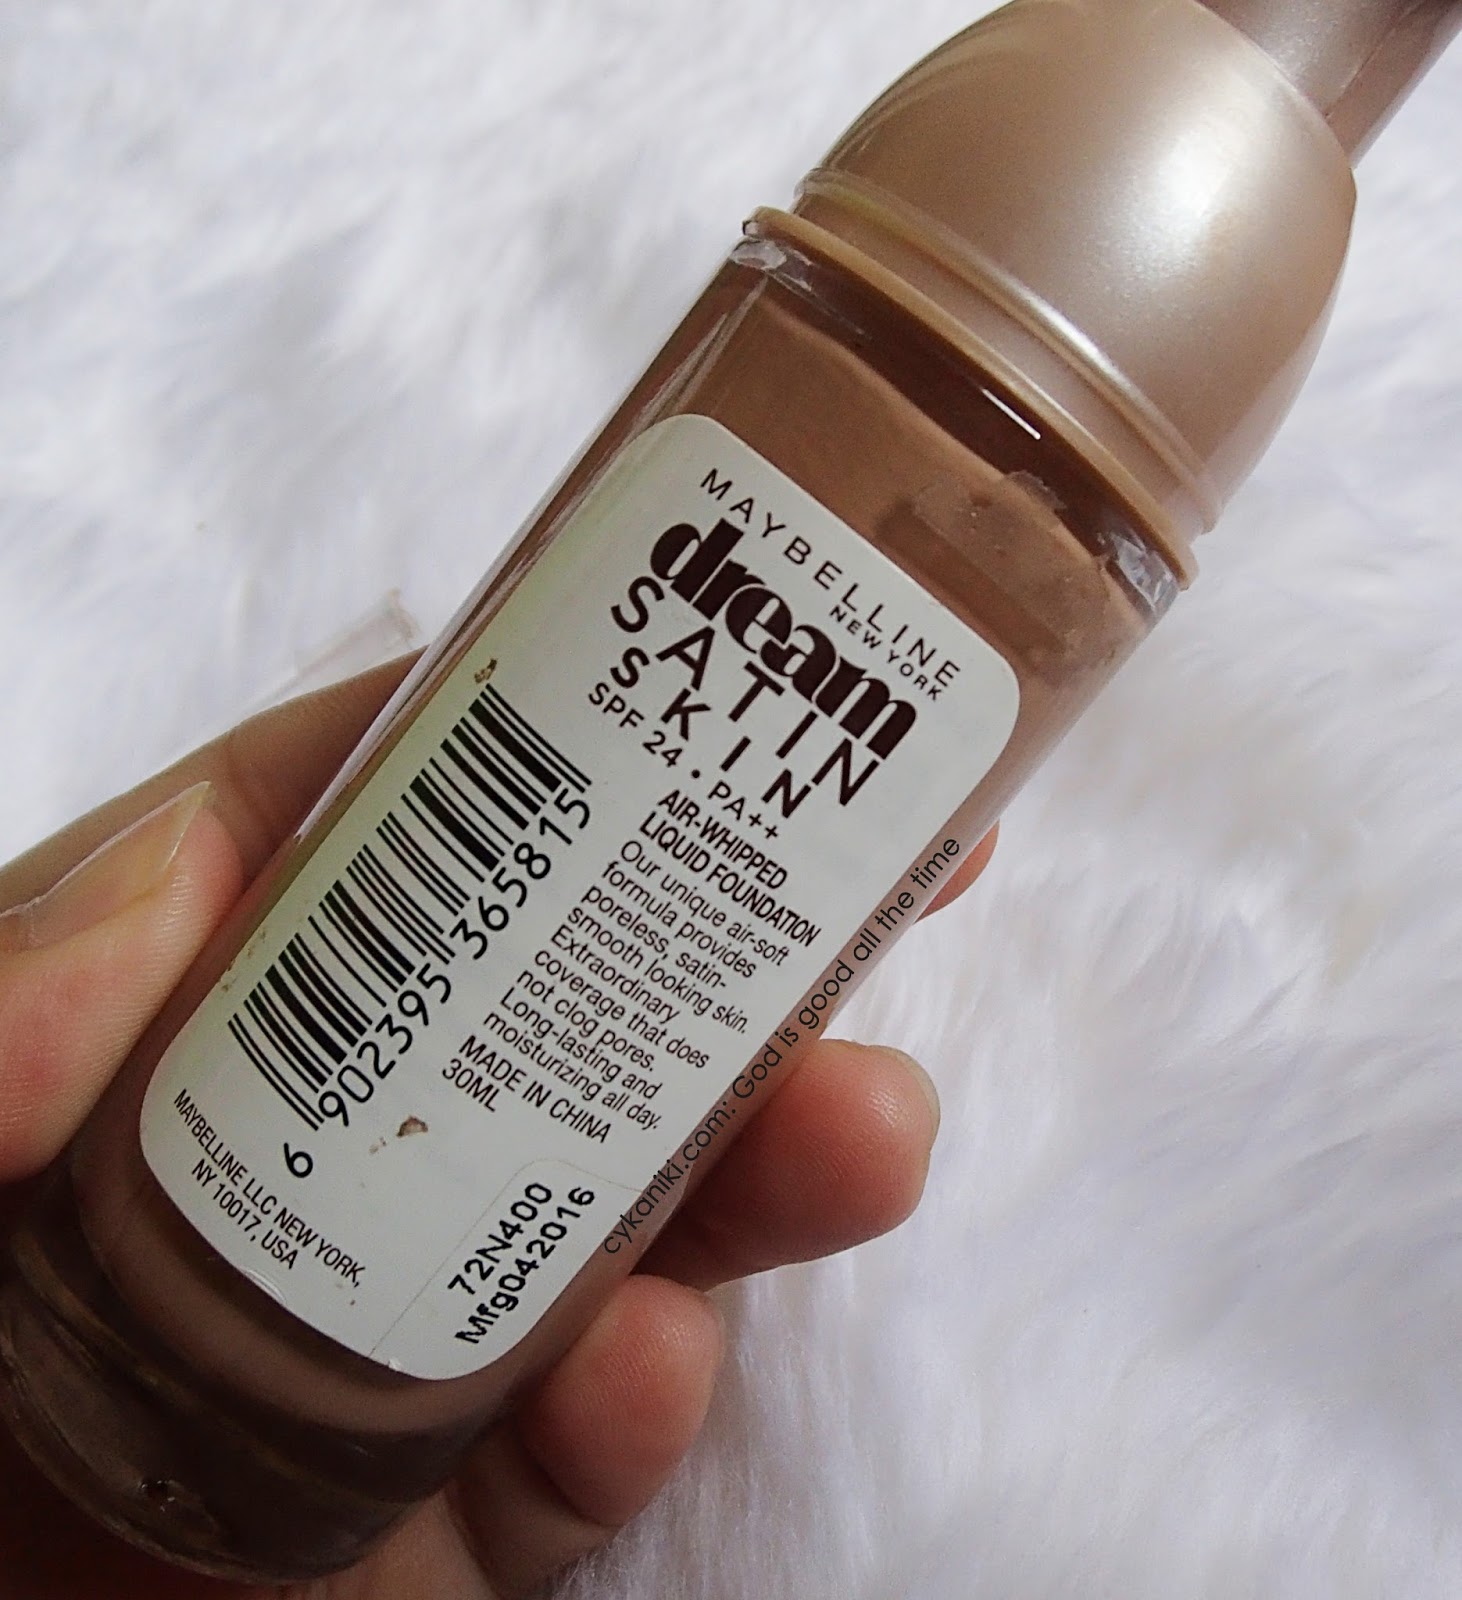 MAYBELLINE
NEW YORK
dream
SATIN
SKIN
SPF 24 • PA++
AIR-WHIPPED
LIQUID FOUNDATION
Our unique air-soft
formula provides
poreless, satin-
smooth looking skin.
Extraordinary
coverage that does
not clog pores.
Long-lasting and
moisturizing all day.
MADE IN CHINA
30ML
6 902395 365815
MAYBELLINE LLC NEW YORK,
NY 10017, USA
72N400
Mfg042016
cykaniki.com: God is good all the time